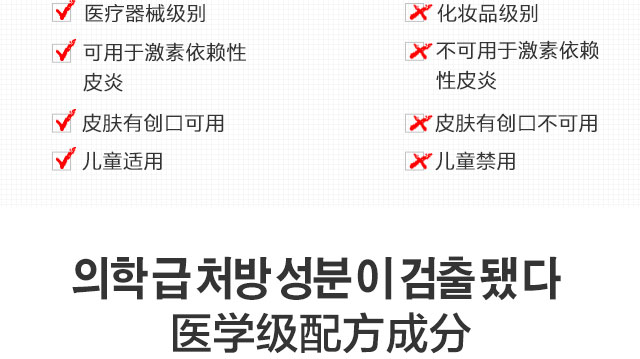 医疗器械级别
化妆品级别
可用于激素依赖性
皮炎
不可用于激素依赖
性皮炎
皮肤有创口可用
皮肤有创口不可用
儿童适用
儿童禁用
의학급 처방 성분이 검출됐다
医学级配方成分